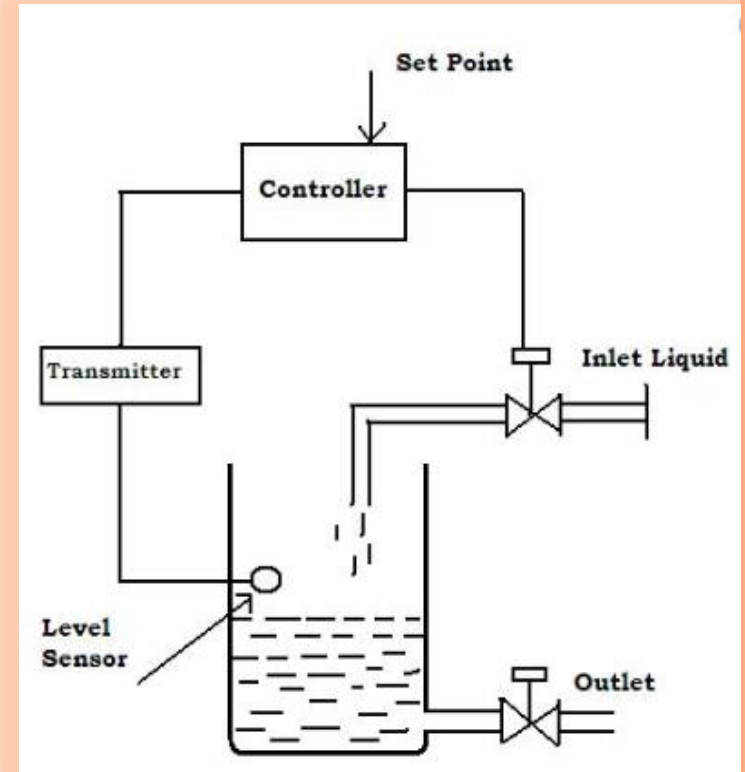 Set Point
Controller
Transmitter
Inlet Liquid
Level
Sensor
Outlet